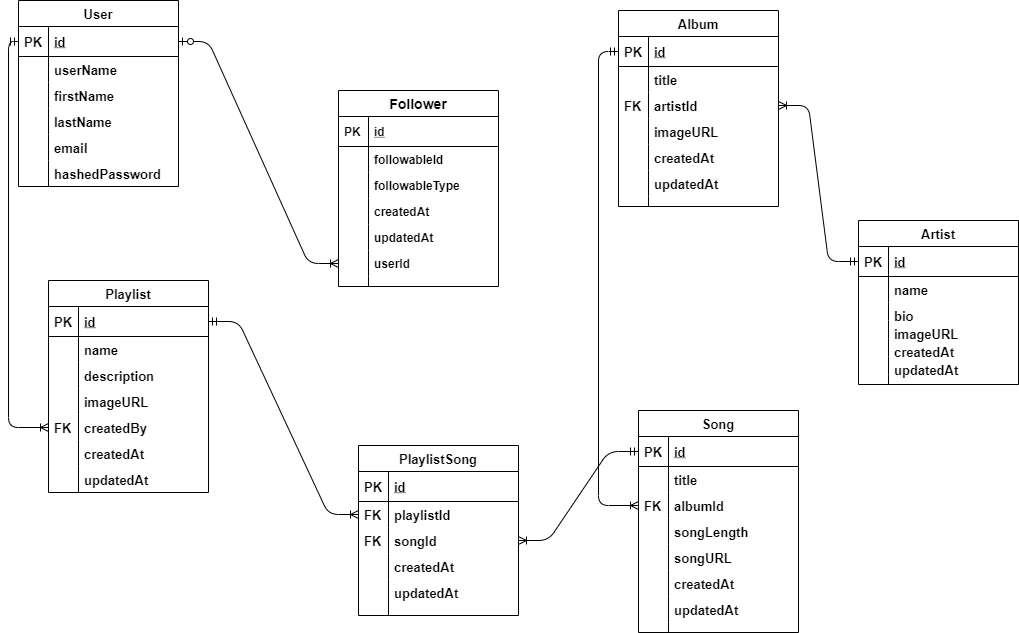 User
PK id
userName
firstName
lastName
email
hashedPassword
Follower
PK id
followableId
followableType
createdAt
updatedAt
userId
Album
PK id
title
FK artistId
imageURL
createdAt
updatedAt
Artist
PK id
name
bio
imageURL
createdAt
updatedAt
Playlist
PK id
name
description
imageURL
FK createdBy
createdAt
updatedAt
PlaylistSong
PK id
FK playlistId
FK songId
createdAt
updatedAt
Song
PK id
title
FK albumId
songLength
songURL
createdAt
updatedAt